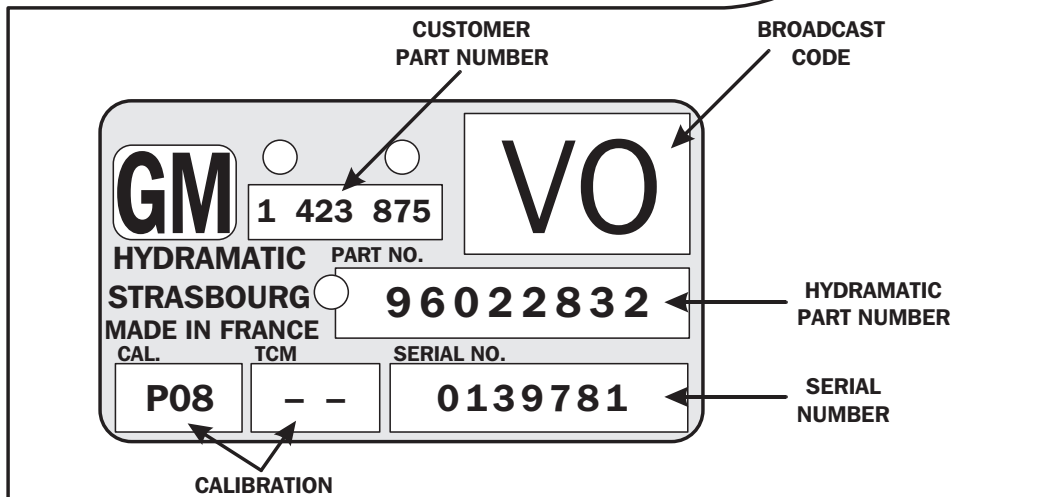 CUSTOMER
PART NUMBER
BROADCAST
CODE
GM
1 423 875
VO
HYDRAMATIC
STRASBOURG
MADE IN FRANCE
PART NO.
96022832
HYDRAMATIC
PART NUMBER
CAL.
TCM
SERIAL NO.
P08
– –
0139781
SERIAL
NUMBER
CALIBRATION